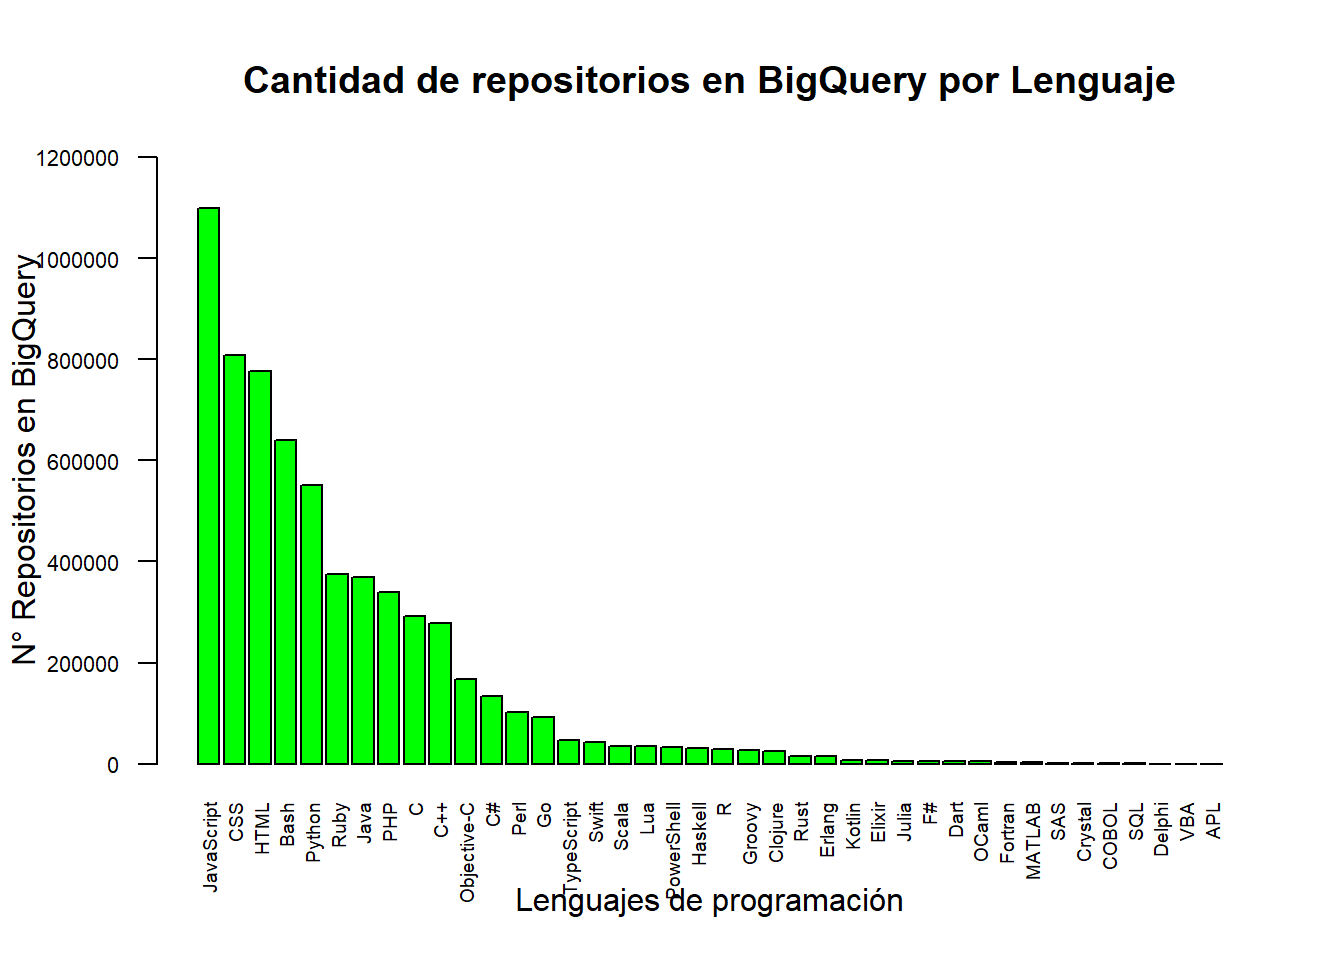 Cantidad de repositorios en BigQuery por Lenguaje
N° Repositorios en BigQuery
1200000
1000000
800000
600000
400000
200000
0
JavaScript
CSS
HTML
Bash
Python
Ruby
Java
PHP
C
C++
Objective-C
C#
Perl
Go
TypeScript
Swift
Scala
Lua
PowerShell
Haskell
R
Groovy
Clojure
Rust
Erlang
Kotlin
Elixir
Julia
F#
Dart
OCaml
Fortran
MATLAB
SAS
Crystal
COBOL
SQL
Delphi
VBA
APL
Lenguajes de programación